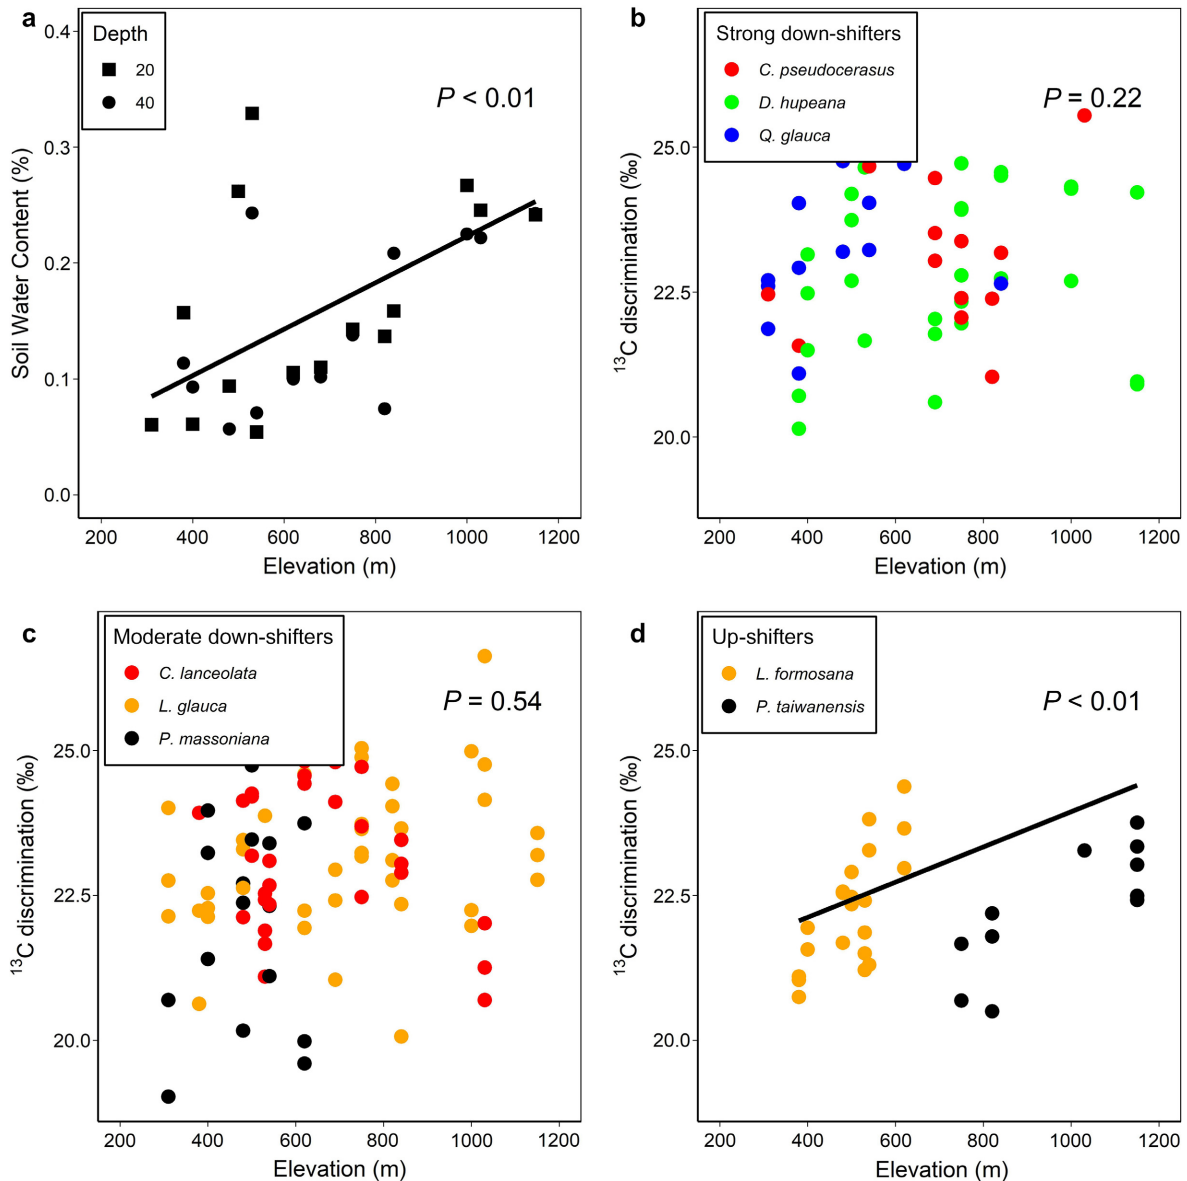 a
Depth
20
40
P < 0.01
0.4
0.3
0.2
0.1
0.0
Soil Water Content (%)
200 400 600 800 1000 1200
Elevation (m)
b
Strong down-shifters
C. pseudocerasus
D. hupeana
Q. glauca
P = 0.22
25.0
22.5
20.0
¹³C discrimination (‰)
200 400 600 800 1000 1200
Elevation (m)
c
Moderate down-shifters
C. lanceolata
L. glauca
P. massoniana
P = 0.54
25.0
22.5
20.0
¹³C discrimination (‰)
200 400 600 800 1000 1200
Elevation (m)
d
Up-shifters
L. formosana
P. taiwanensis
P < 0.01
25.0
22.5
20.0
¹³C discrimination (‰)
200 400 600 800 1000 1200
Elevation (m)